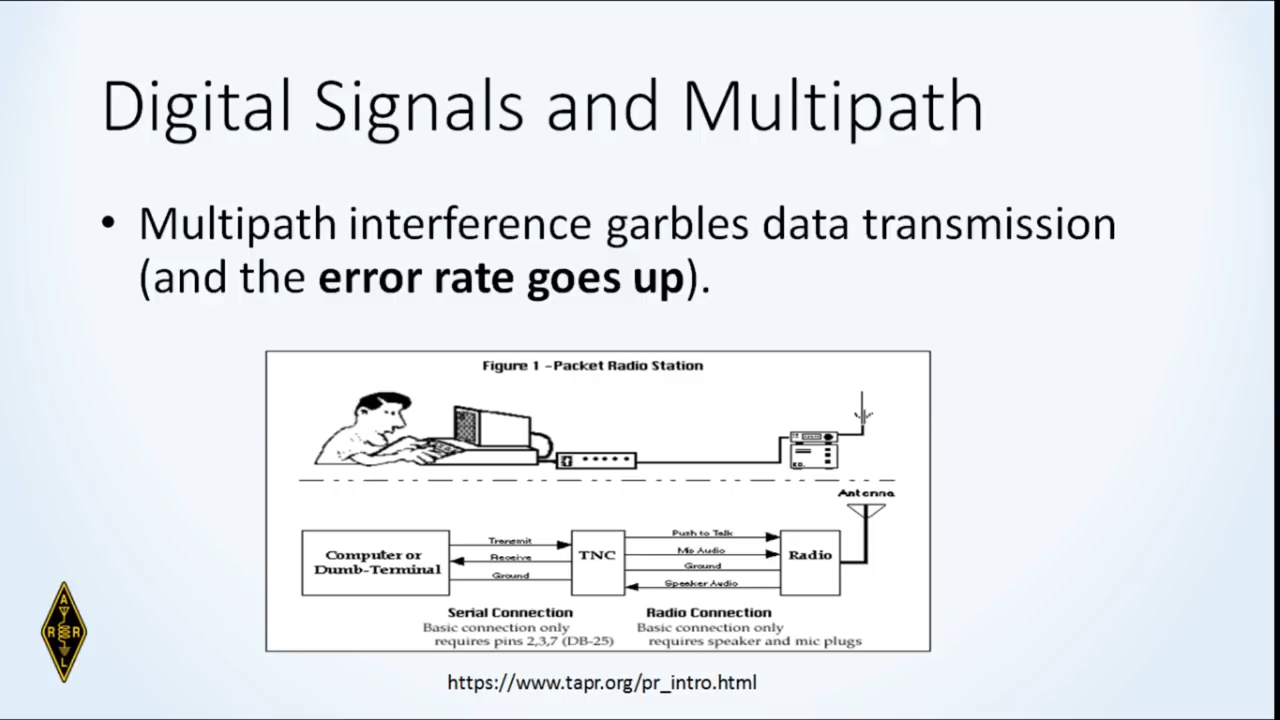 Digital Signals and Multipath
• Multipath interference garbles data transmission
(and the error rate goes up).
Figure 1 -Packet Radio Station
Antenna
Computer or
Dumb-Terminal
Transmit
Receive
Ground
TNC
Push to Talk
Mic Audio
Ground
Speaker Audio
Radio
Serial Connection
Basic connection only
requires pins 2,3,7 (DB-25)
Radio Connection
Basic connection only
requires speaker and mic plugs
A
R R
L
https://www.tapr.org/pr_intro.html